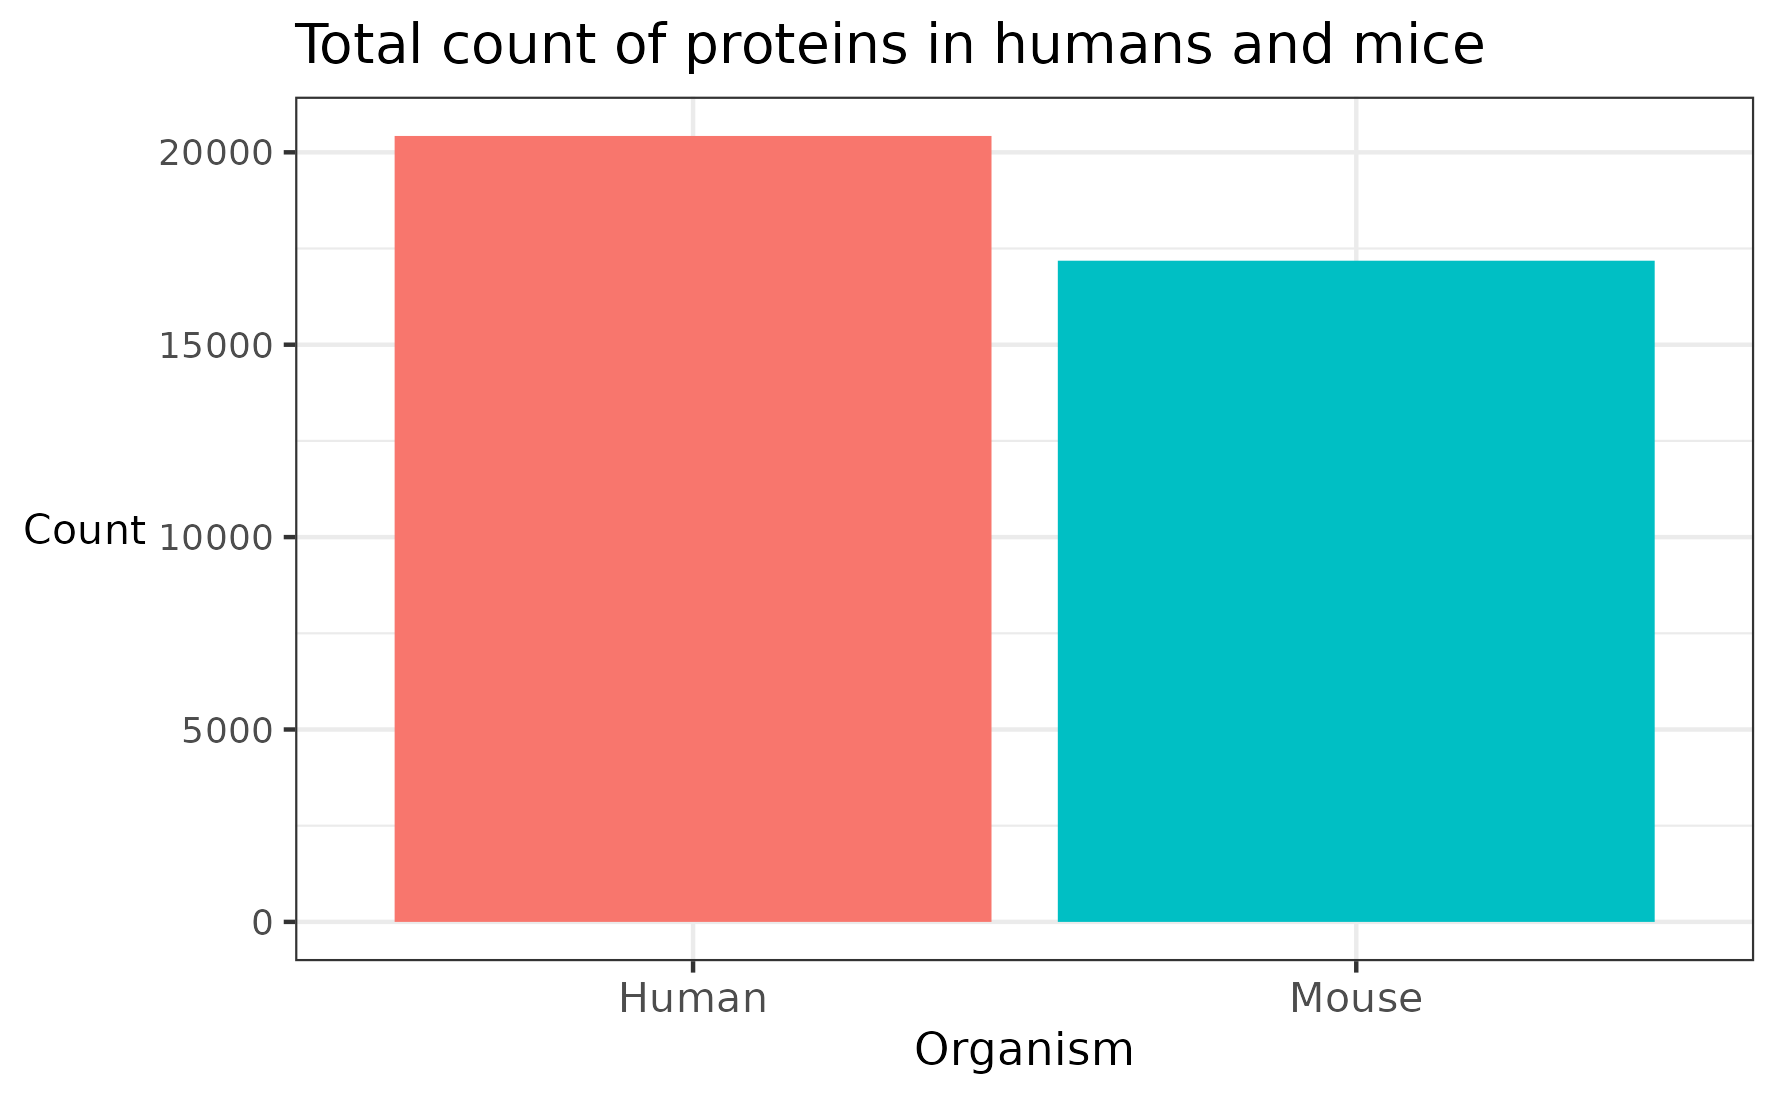 Total count of proteins in humans and mice
20000
15000
Count 10000
5000
0
Human Mouse
Organism